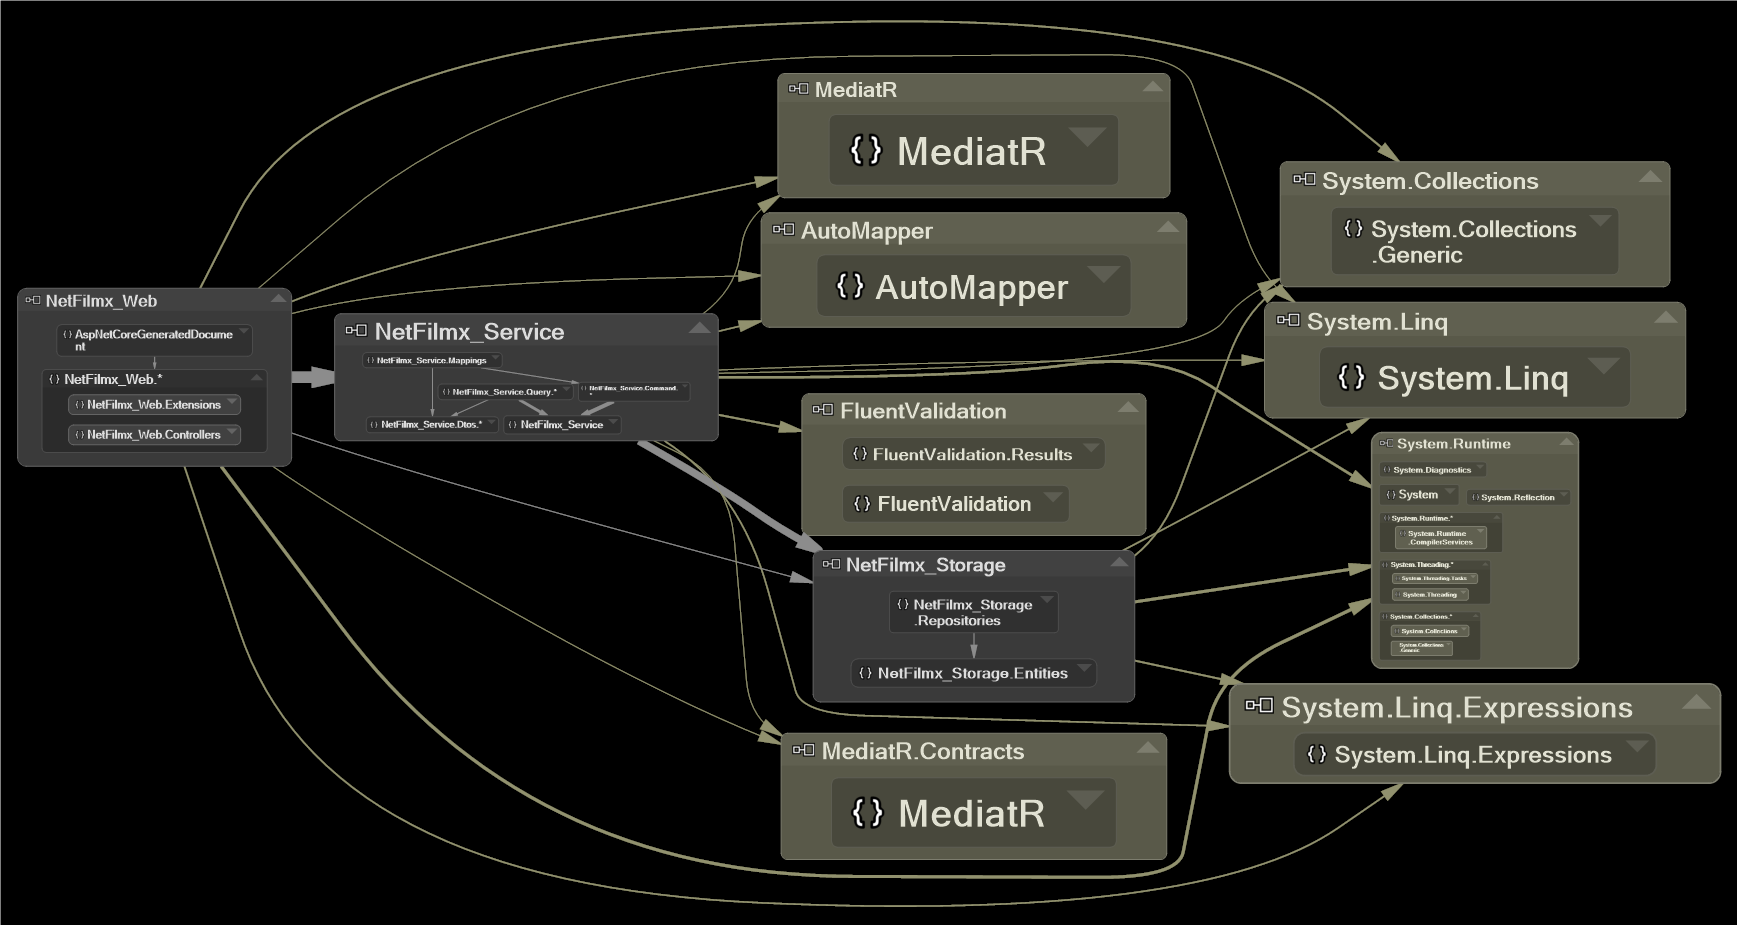 NetFilmx_Web
{} AspNetCoreGeneratedDocume
nt
{} NetFilmx_Web.*
{} NetFilmx_Web.Extensions
{} NetFilmx_Web.Controllers
NetFilmx_Service
{} NetFilmx_Service.Mappings
{} NetFilmx_Service.Query.*
{} NetFilmx_Service.Command.
*
{} NetFilmx_Service.Dtos.*
{} NetFilmx_Service
MediatR
{} MediatR
AutoMapper
{} AutoMapper
FluentValidation
{} FluentValidation.Results
{} FluentValidation
NetFilmx_Storage
{} NetFilmx_Storage
.Repositories
{} NetFilmx_Storage.Entities
MediatR.Contracts
{} MediatR
System.Collections
{} System.Collections
.Generic
System.Linq
{} System.Linq
System.Runtime
{} System.Diagnostics
{} System
{} System.Reflection
{} System.Runtime.*
{} System.Runtime
.CompilerServices
{} System.Threading.*
{} System.Threading.Tasks
{} System.Threading
{} System.Collections.*
{} System.Collections
{} System.Collections
.Generic
System.Linq.Expressions
{} System.Linq.Expressions